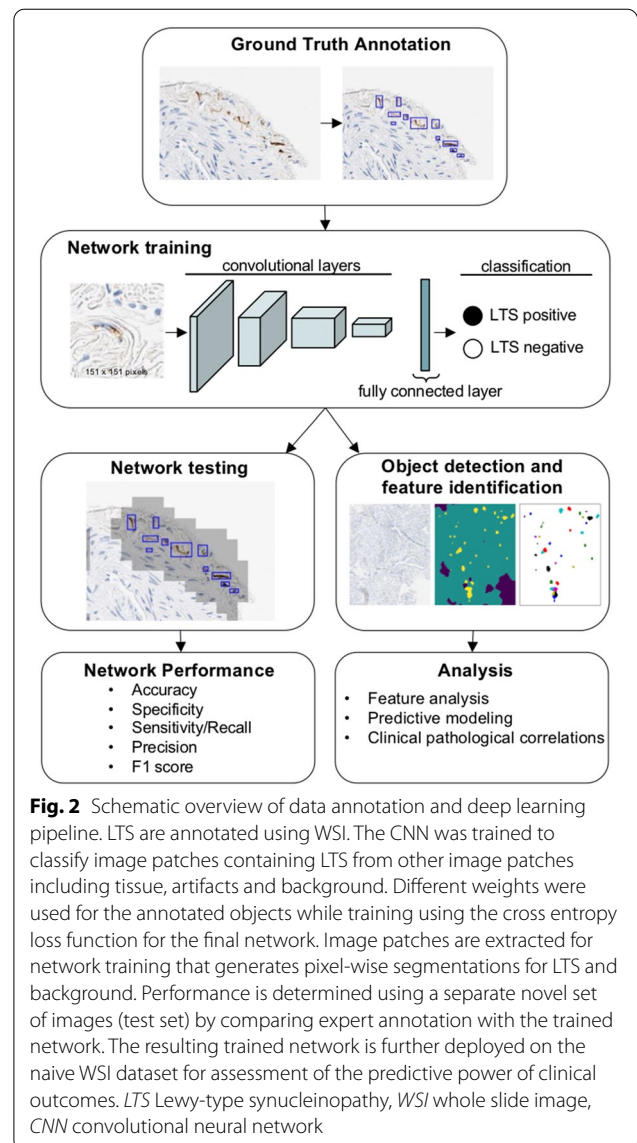 Ground Truth Annotation
Network training
convolutional layers
classification
151 x 151 pixels
LTS positive
LTS negative
fully connected layer
Network testing
Object detection and
feature identification
Network Performance
• Accuracy
• Specificity
• Sensitivity/Recall
• Precision
• F1 score
Analysis
• Feature analysis
• Predictive modeling
• Clinical pathological correlations
Fig. 2 Schematic overview of data annotation and deep learning
pipeline. LTS are annotated using WSI. The CNN was trained to
classify image patches containing LTS from other image patches
including tissue, artifacts and background. Different weights were
used for the annotated objects while training using the cross entropy
loss function for the final network. Image patches are extracted for
network training that generates pixel-wise segmentations for LTS and
background. Performance is determined using a separate novel set
of images (test set) by comparing expert annotation with the trained
network. The resulting trained network is further deployed on the
naive WSI dataset for assessment of the predictive power of clinical
outcomes. LTS Lewy-type synucleinopathy, WSI whole slide image,
CNN convolutional neural network